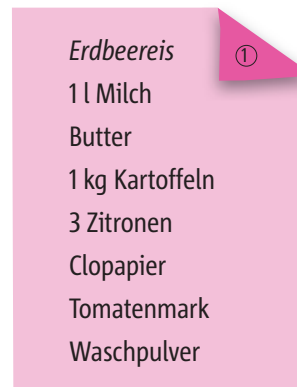 Erdbeereis
①
1 l Milch
Butter
1 kg Kartoffeln
3 Zitronen
Clopapier
Tomatenmark
Waschpulver